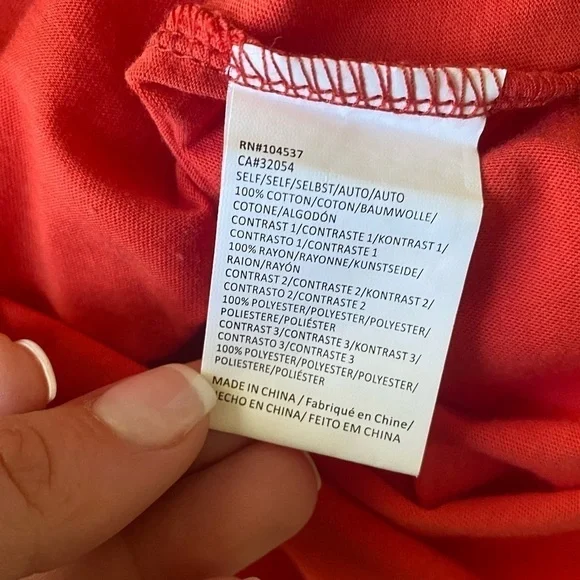 RN#104537
CA#32054
SELF/SELF/SELBST/AUTO/AUTO
100% COTTON/COTON/BAUMWOLLE/
COTONE/ALGODÓN
CONTRAST 1/CONTRASTE 1/KONTRAST 1/
CONTRASTO 1/CONTRASTE 1
100% RAYON/RAYONNE/KUNSTSEIDE/
RAION/RAYÓN
CONTRAST 2/CONTRASTE 2/KONTRAST 2/
CONTRASTO 2/CONTRASTE 2
100% POLYESTER/POLYESTER/POLYESTER/
POLIESTERE/POLIÉSTER
CONTRAST 3/CONTRASTE 3/KONTRAST 3/
CONTRASTO 3/CONTRASTE 3
100% POLYESTER/POLYESTER/POLYESTER/
POLIESTERE/POLIÉSTER
MADE IN CHINA / Fabriqué en Chine/
HECHO EN CHINA/ FEITO EM CHINA